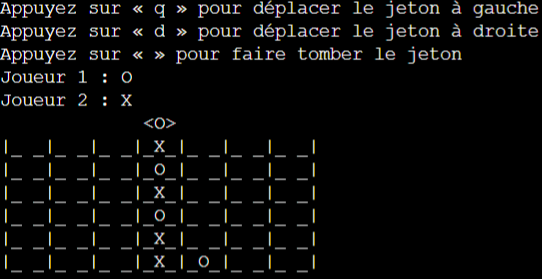 Appuyez sur « q » pour déplacer le jeton à gauche
Appuyez sur « d » pour déplacer le jeton à droite
Appuyez sur « » pour faire tomber le jeton
Joueur 1 : O
Joueur 2 : X
<O>
|_ _|_ _|_ _|_X_|_ _|_ _|_ _|
|_ _|_ _|_ _|_O_|_ _|_ _|_ _|
|_ _|_ _|_ _|_X_|_ _|_ _|_ _|
|_ _|_ _|_ _|_O_|_ _|_ _|_ _|
|_ _|_ _|_ _|_X_|_ _|_ _|_ _|
|_ _|_ _|_ _|_X_|_O_|_ _|_ _|